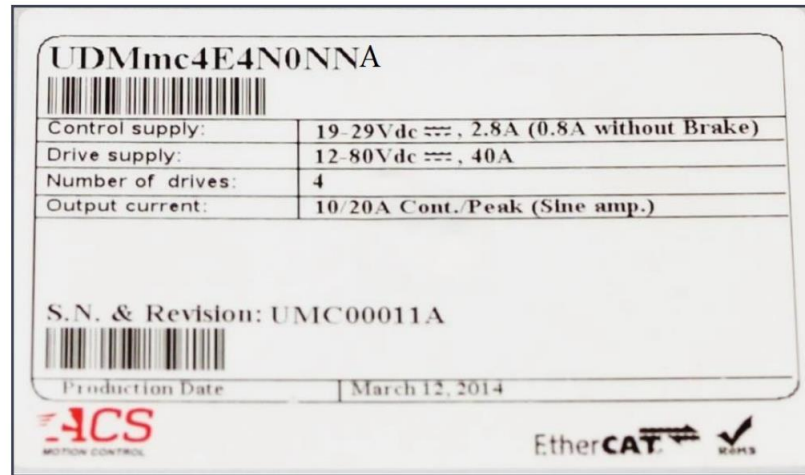 UDMmc4E4N0NNA
Control supply: 19-29Vdc ⎓, 2.8A (0.8A without Brake)
Drive supply: 12-80Vdc ⎓, 40A
Number of drives: 4
Output current: 10/20A Cont./Peak (Sine amp.)
S.N. & Revision: UMC00011A
Production Date March 12, 2014
ACS
MOTION CONTROL
EtherCAT
RoHS